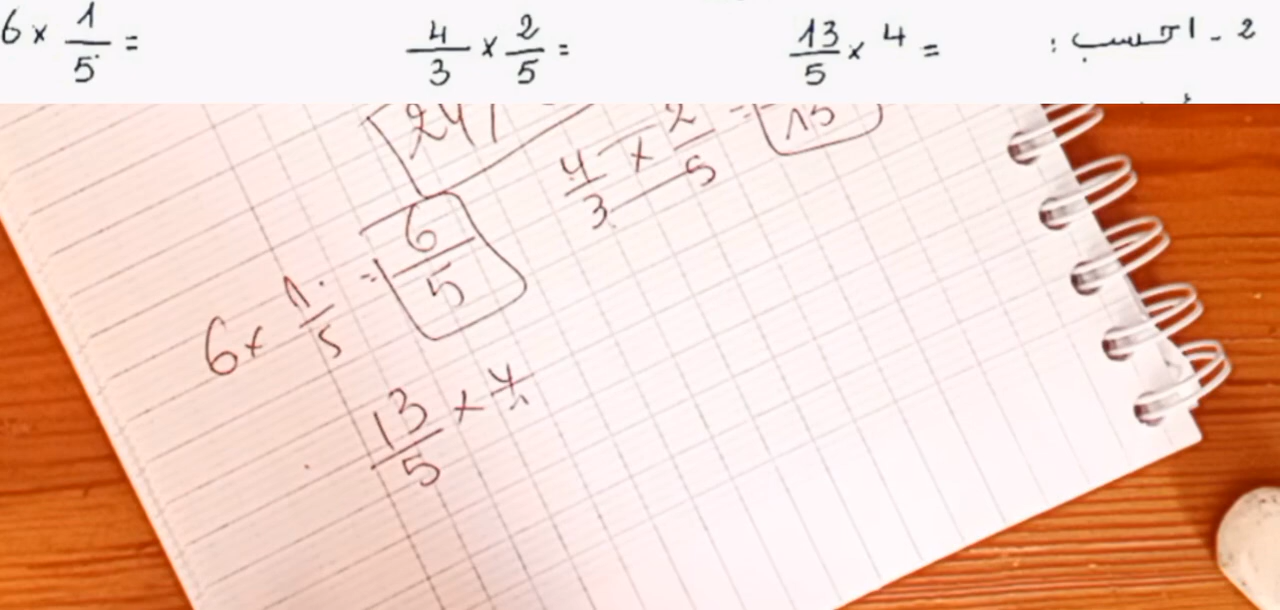 2 - احسب :
13/5 × 4 =
4/3 × 2/5 =
6 × 1/5 =
4/3 × 2/5 = 15
6 × 1/5 = 6/5
13/5 × 4